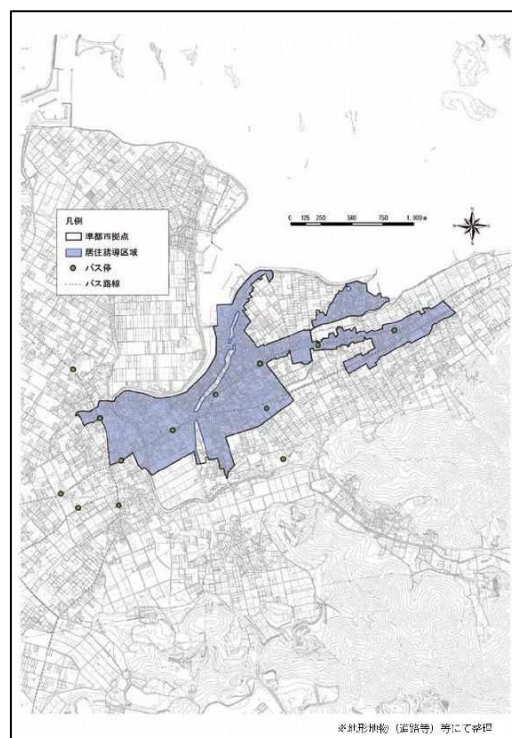 凡例
準都市拠点
居住誘導区域
バス停
バス路線
0 125 250 500 750 1,000 m
N
※地形地物（道路等）等にて整理